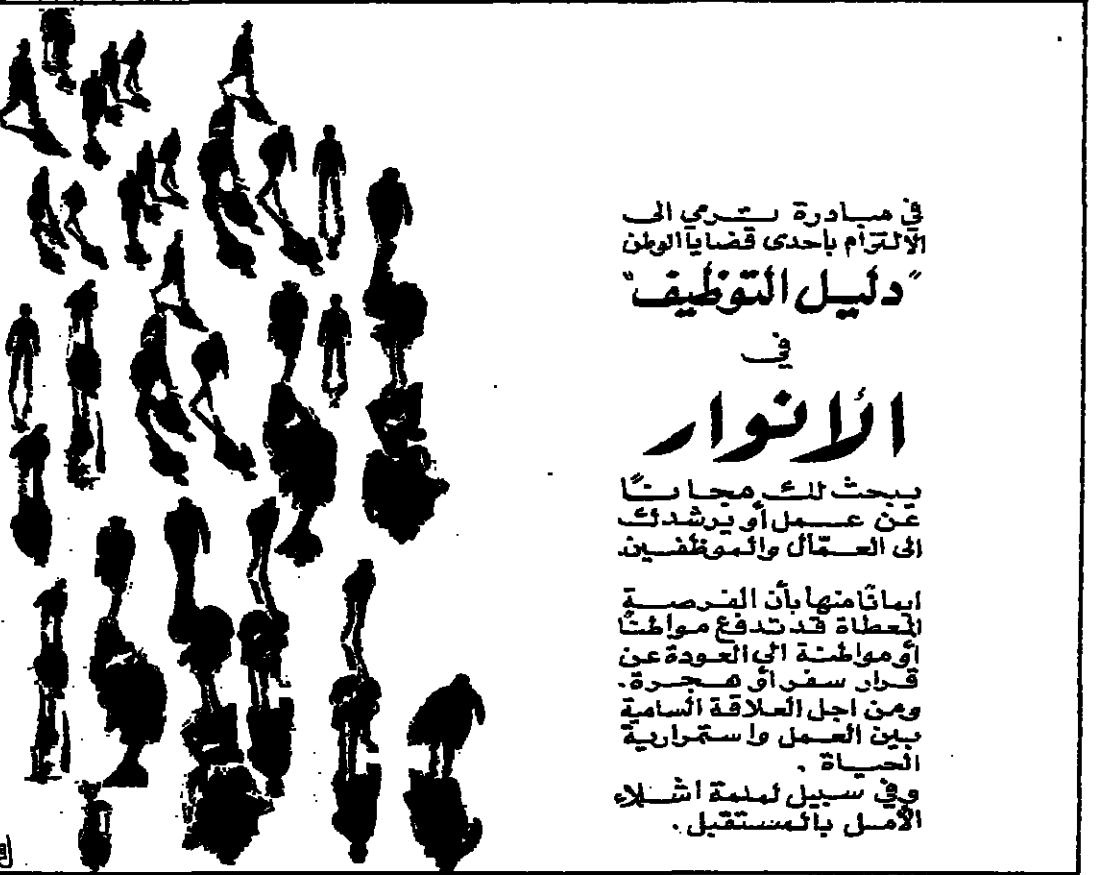 في مبادرة ترمي الى
الالتزام باحدى قضايا الوطن
"دليل التوظيف"
في
الأنوار
يبحث لك مجاناً
عن عمل أو يرشدك
الى العمّال والموظفين.
ايماناً منها بأن الفرصة
المعطاة قد تدفع مواطناً
أو مواطنة الى العودة عن
قرار سفر أو هجرة.
ومن اجل العلاقة السامية
بين العمل واستمرارية
الحياة.
وفي سبيل لملمة اشلاء
الأمل بالمستقبل.